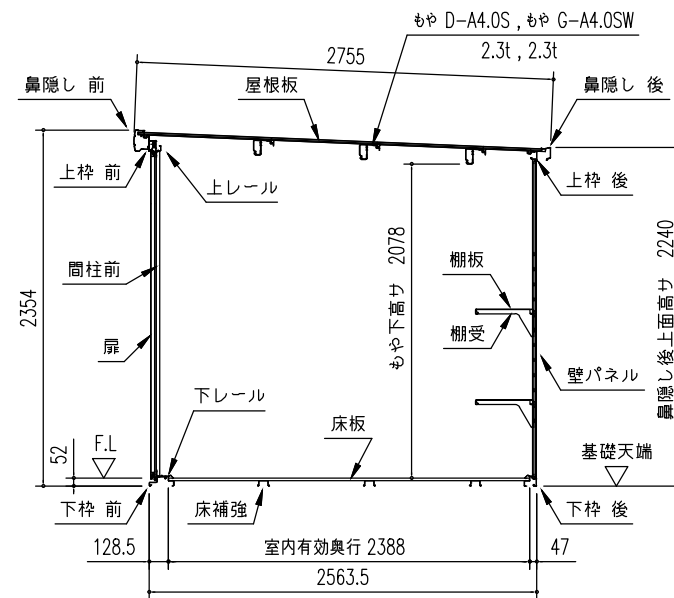 もや D-A4.0S , もや G-A4.0SW
2.3t , 2.3t
2755
鼻隠し 前
屋根板
鼻隠し 後
上枠 前
上レール
上枠 後
間柱前
もや下高サ 2078
棚板
棚受
鼻隠し後上面高サ 2240
2354
扉
壁パネル
下レール
床板
52
F.L
基礎天端
下枠 前
床補強
下枠 後
128.5
室内有効奥行 2388
47
2563.5